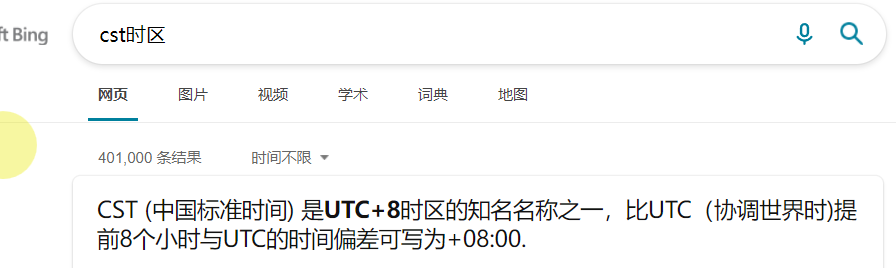 ft Bing
cst时区
网页 图片 视频 学术 词典 地图
401,000 条结果 时间不限
CST (中国标准时间) 是UTC+8时区的知名名称之一，比UTC（协调世界时)提
前8个小时与UTC的时间偏差可写为+08:00.